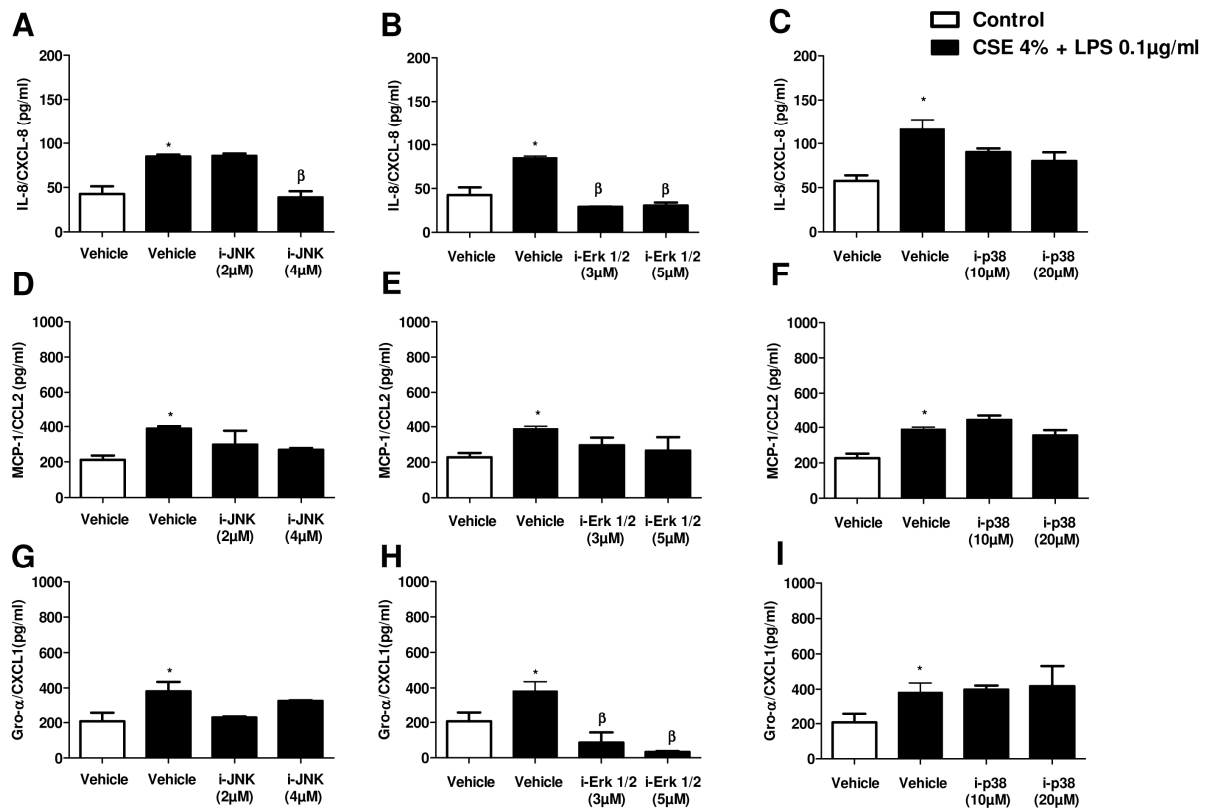 A
B
C
Control
CSE 4% + LPS 0.1µg/ml
IL-8/CXCL-8 (pg/ml)
200
150
100
50
0
*
β
Vehicle
Vehicle
i-JNK
(2µM)
i-JNK
(4µM)
IL-8/CXCL-8 (pg/ml)
200
150
100
50
0
*
β
β
Vehicle
Vehicle
i-Erk 1/2
(3µM)
i-Erk 1/2
(5µM)
IL-8/CXCL-8 (pg/ml)
200
150
100
50
0
*
Vehicle
Vehicle
i-p38
(10µM)
i-p38
(20µM)
D
E
F
MCP-1/CCL2 (pg/ml)
1000
800
600
400
200
0
*
Vehicle
Vehicle
i-JNK
(2µM)
i-JNK
(4µM)
MCP-1/CCL2 (pg/ml)
1000
800
600
400
200
0
*
Vehicle
Vehicle
i-Erk 1/2
(3µM)
i-Erk 1/2
(5µM)
MCP-1/CCL2 (pg/ml)
1000
800
600
400
200
0
*
Vehicle
Vehicle
i-p38
(10µM)
i-p38
(20µM)
G
H
I
Gro-α/CXCL1(pg/ml)
1000
800
600
400
200
0
*
Vehicle
Vehicle
i-JNK
(2µM)
i-JNK
(4µM)
Gro-α/CXCL1(pg/ml)
1000
800
600
400
200
0
*
β
β
Vehicle
Vehicle
i-Erk 1/2
(3µM)
i-Erk 1/2
(5µM)
Gro-α/CXCL1(pg/ml)
1000
800
600
400
200
0
*
Vehicle
Vehicle
i-p38
(10µM)
i-p38
(20µM)